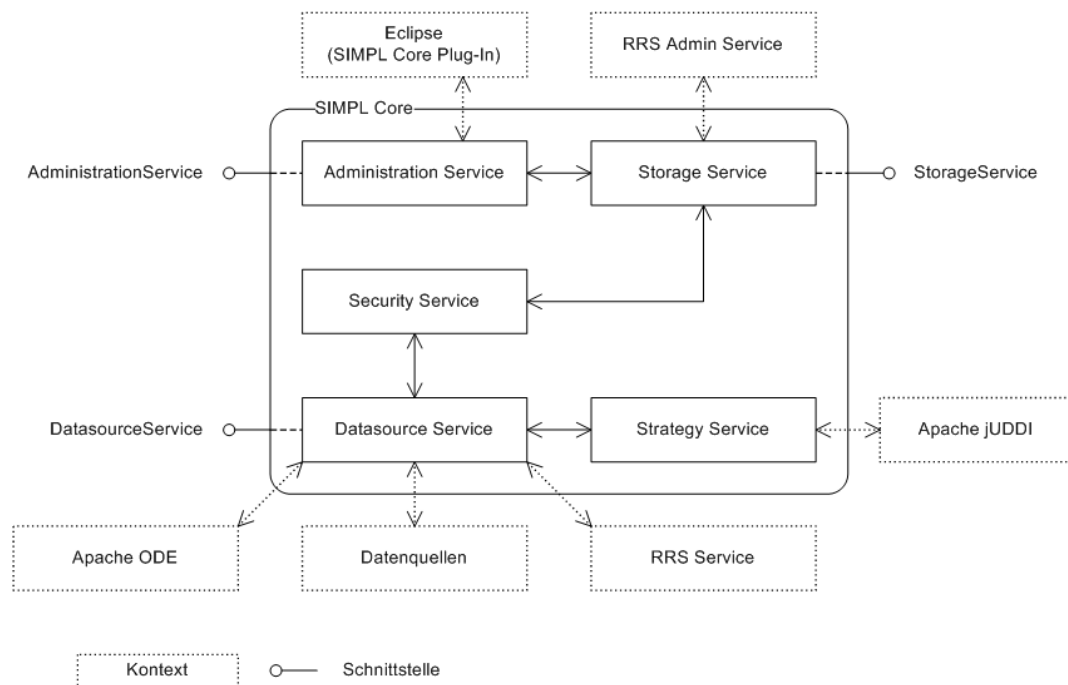 Eclipse
(SIMPL Core Plug-In)
RRS Admin Service
SIMPL Core
AdministrationService
Administration Service
Storage Service
StorageService
Security Service
DatasourceService
Datasource Service
Strategy Service
Apache jUDDI
Apache ODE
Datenquellen
RRS Service
Kontext
Schnittstelle